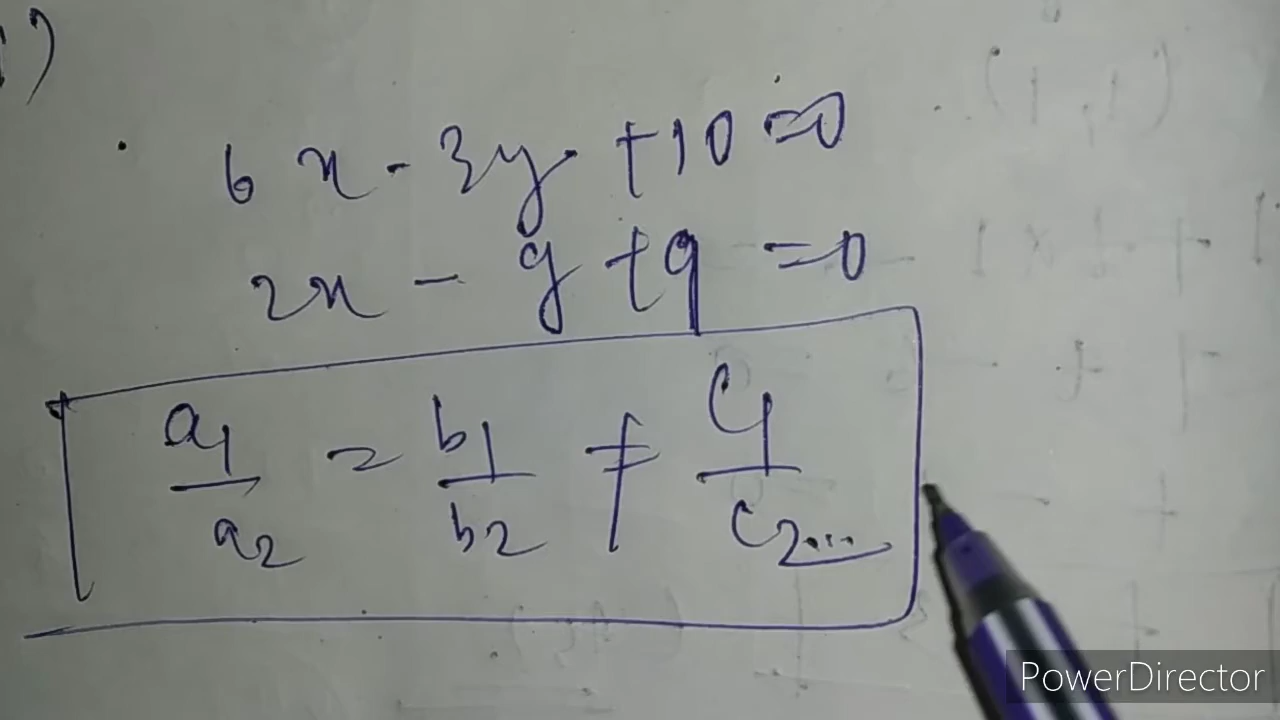 6x - 3y + 10 = 0
2x - y + 9 = 0
a1/a2 = b1/b2 ≠ C1/C2...
PowerDirector